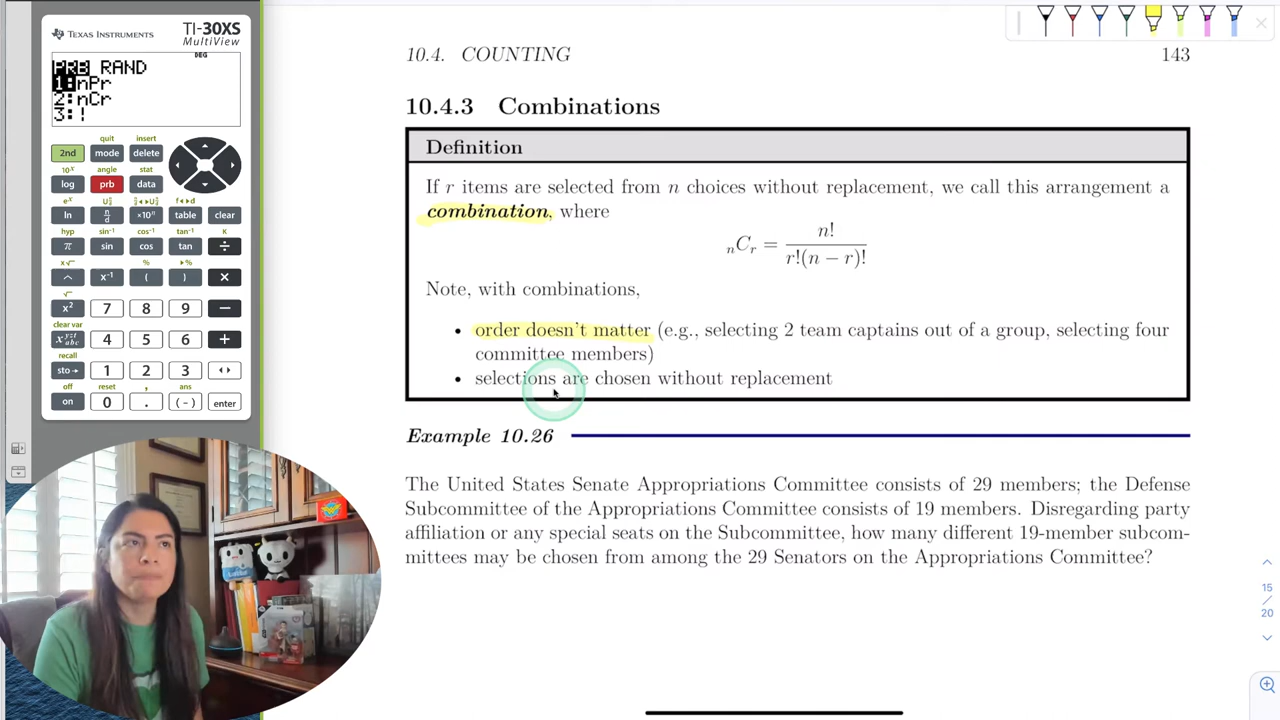 TEXAS INSTRUMENTS
TI-30XS
MultiView
DEG
PRB RAND
1:nPr
2:nCr
3:!
quit insert
2nd mode delete
10ˣ angle stat
log prb data
ln n/d ×10ⁿ table clear
hyp sin⁻¹ cos⁻¹ tan⁻¹ K
π sin cos tan ÷
% ►%
^ x⁻¹ ( ) ×
√
x² 7 8 9 −
clear var
4 5 6 +
recall
sto→ 1 2 3 ◄►
off reset , ans
on 0 . (-) enter
10.4. COUNTING 143
10.4.3 Combinations
Definition
If r items are selected from n choices without replacement, we call this arrangement a
combination, where
ₙCᵣ = n! / r!(n − r)!
Note, with combinations,
• order doesn't matter (e.g., selecting 2 team captains out of a group, selecting four
committee members)
• selections are chosen without replacement
Example 10.26
The United States Senate Appropriations Committee consists of 29 members; the Defense
Subcommittee of the Appropriations Committee consists of 19 members. Disregarding party
affiliation or any special seats on the Subcommittee, how many different 19-member subcom-
mittees may be chosen from among the 29 Senators on the Appropriations Committee?
15
/
20